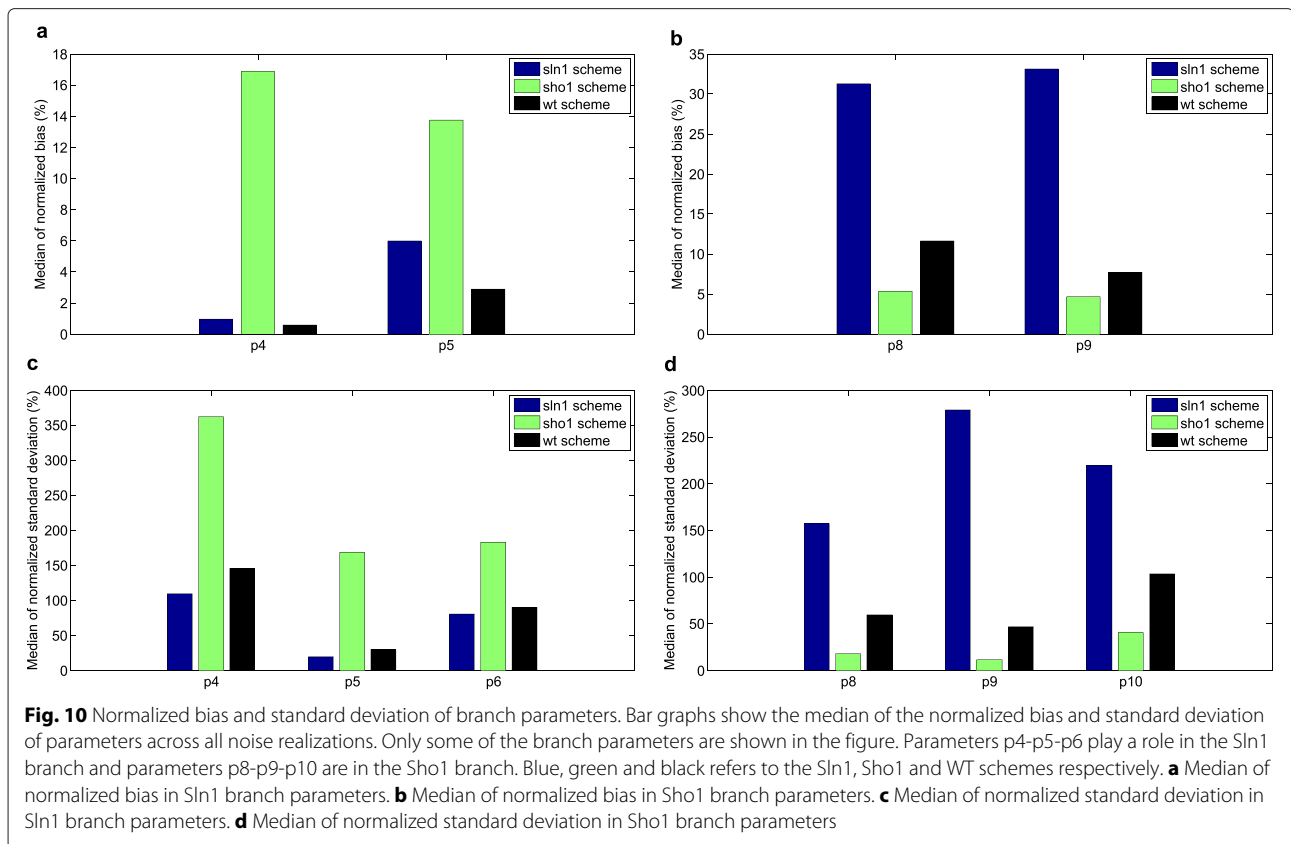 a
18
16
14
12
10
8
6
4
2
0
Median of normalized bias (%)
p4
p5
sln1 scheme
sho1 scheme
wt scheme
b
35
30
25
20
15
10
5
0
Median of normalized bias (%)
p8
p9
sln1 scheme
sho1 scheme
wt scheme
c
400
350
300
250
200
150
100
50
0
Median of normalized standard deviation (%)
p4
p5
p6
sln1 scheme
sho1 scheme
wt scheme
d
300
250
200
150
100
50
0
Median of normalized standard deviation (%)
p8
p9
p10
sln1 scheme
sho1 scheme
wt scheme
Fig. 10 Normalized bias and standard deviation of branch parameters. Bar graphs show the median of the normalized bias and standard deviation
of parameters across all noise realizations. Only some of the branch parameters are shown in the figure. Parameters p4-p5-p6 play a role in the Sln1
branch and parameters p8-p9-p10 are in the Sho1 branch. Blue, green and black refers to the Sln1, Sho1 and WT schemes respectively. a Median of
normalized bias in Sln1 branch parameters. b Median of normalized bias in Sho1 branch parameters. c Median of normalized standard deviation in
Sln1 branch parameters. d Median of normalized standard deviation in Sho1 branch parameters